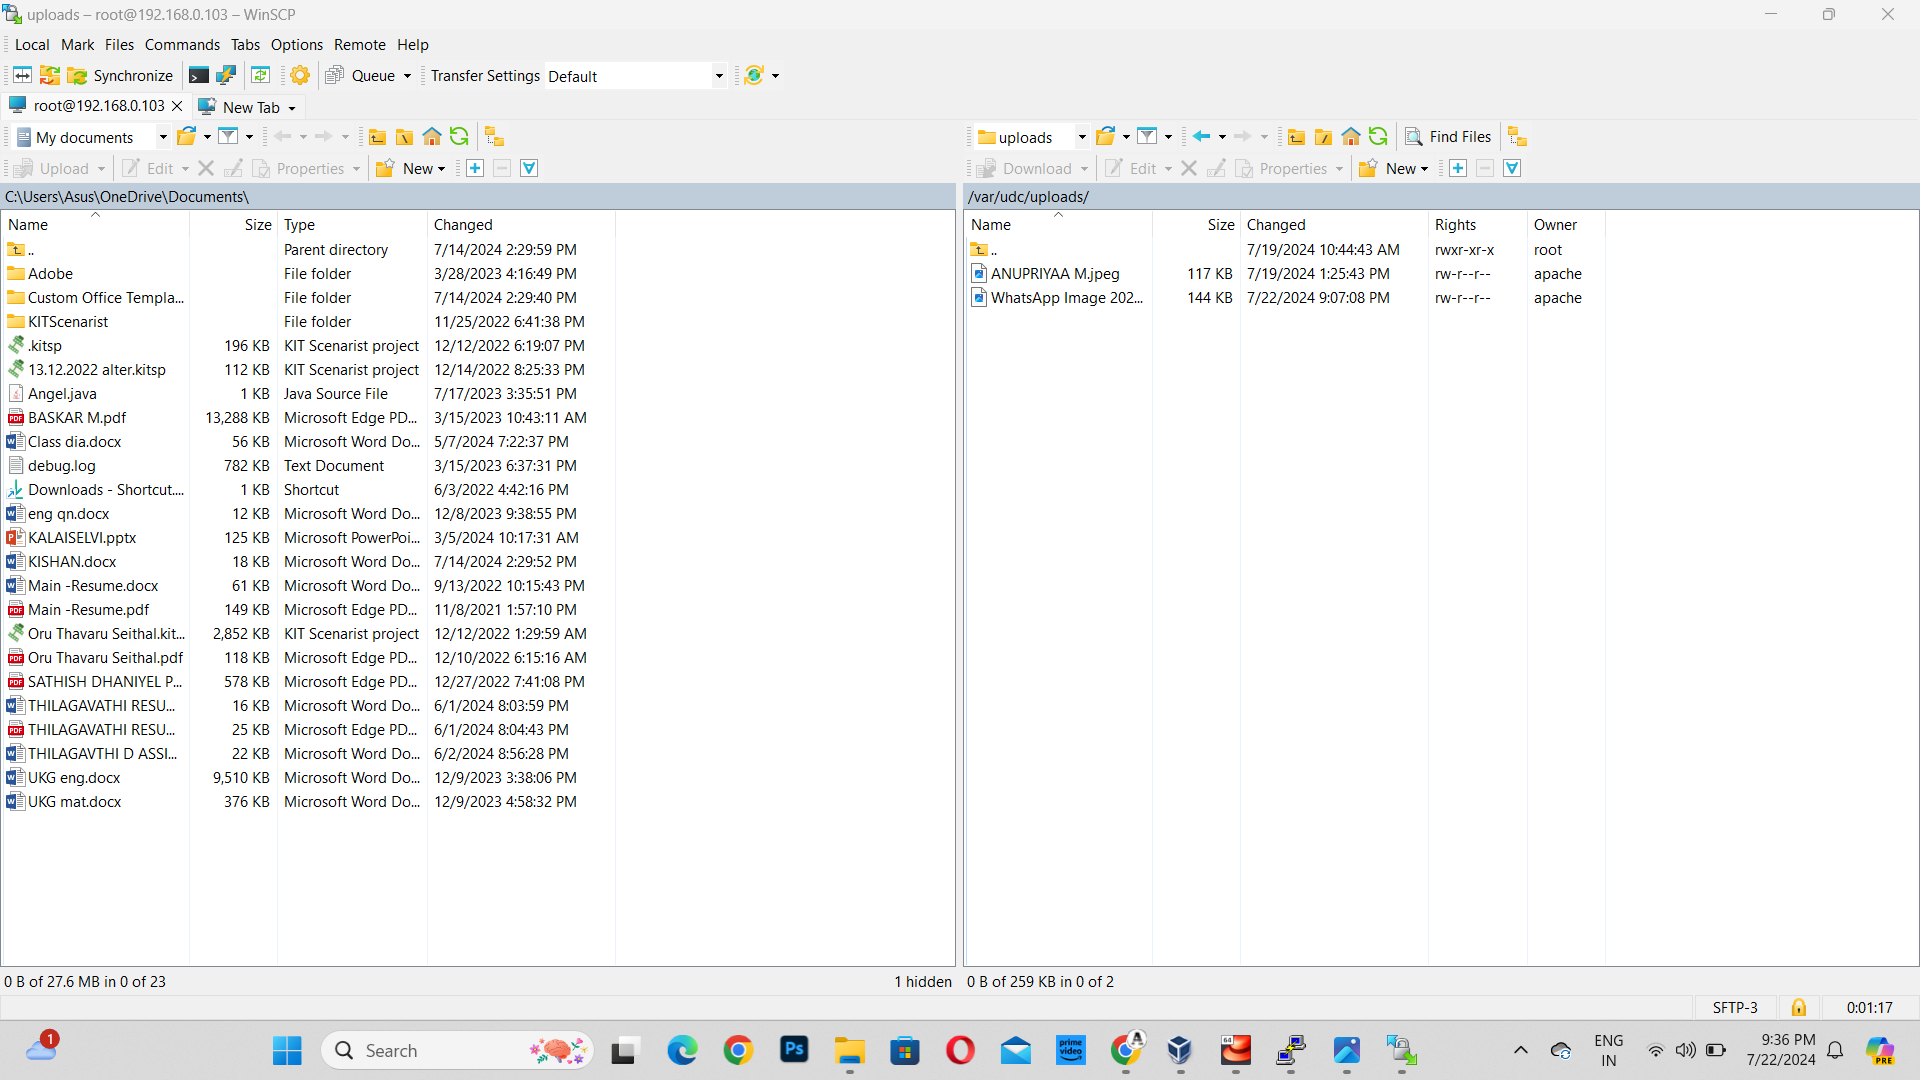 uploads – root@192.168.0.103 – WinSCP
Local Mark Files Commands Tabs Options Remote Help
Synchronize Queue Transfer Settings Default
root@192.168.0.103 New Tab
My documents
Upload Edit Properties New
uploads Find Files
Download Edit Properties New
C:\Users\Asus\OneDrive\Documents\
Name Size Type Changed
.. Parent directory 7/14/2024 2:29:59 PM
Adobe File folder 3/28/2023 4:16:49 PM
Custom Office Templa... File folder 7/14/2024 2:29:40 PM
KITScenarist File folder 11/25/2022 6:41:38 PM
.kitsp 196 KB KIT Scenarist project 12/12/2022 6:19:07 PM
13.12.2022 alter.kitsp 112 KB KIT Scenarist project 12/14/2022 8:25:33 PM
Angel.java 1 KB Java Source File 7/17/2023 3:35:51 PM
BASKAR M.pdf 13,288 KB Microsoft Edge PD... 3/15/2023 10:43:11 AM
Class dia.docx 56 KB Microsoft Word Do... 5/7/2024 7:22:37 PM
debug.log 782 KB Text Document 3/15/2023 6:37:31 PM
Downloads - Shortcut.... 1 KB Shortcut 6/3/2022 4:42:16 PM
eng qn.docx 12 KB Microsoft Word Do... 12/8/2023 9:38:55 PM
KALAISELVI.pptx 125 KB Microsoft PowerPoi... 3/5/2024 10:17:31 AM
KISHAN.docx 18 KB Microsoft Word Do... 7/14/2024 2:29:52 PM
Main -Resume.docx 61 KB Microsoft Word Do... 9/13/2022 10:15:43 PM
Main -Resume.pdf 149 KB Microsoft Edge PD... 11/8/2021 1:57:10 PM
Oru Thavaru Seithal.kit... 2,852 KB KIT Scenarist project 12/12/2022 1:29:59 AM
Oru Thavaru Seithal.pdf 118 KB Microsoft Edge PD... 12/10/2022 6:15:16 AM
SATHISH DHANIYEL P... 578 KB Microsoft Edge PD... 12/27/2022 7:41:08 PM
THILAGAVATHI RESU... 16 KB Microsoft Word Do... 6/1/2024 8:03:59 PM
THILAGAVATHI RESU... 25 KB Microsoft Edge PD... 6/1/2024 8:04:43 PM
THILAGAVTHI D ASSI... 22 KB Microsoft Word Do... 6/2/2024 8:56:28 PM
UKG eng.docx 9,510 KB Microsoft Word Do... 12/9/2023 3:38:06 PM
UKG mat.docx 376 KB Microsoft Word Do... 12/9/2023 4:58:32 PM
0 B of 27.6 MB in 0 of 23 1 hidden
/var/udc/uploads/
Name Size Changed Rights Owner
.. 7/19/2024 10:44:43 AM rwxr-xr-x root
ANUPRIYAA M.jpeg 117 KB 7/19/2024 1:25:43 PM rw-r--r-- apache
WhatsApp Image 202... 144 KB 7/22/2024 9:07:08 PM rw-r--r-- apache
0 B of 259 KB in 0 of 2
SFTP-3 0:01:17
1
Search
Ps
prime video
A
64
ENG
IN
9:36 PM
7/22/2024
PRE